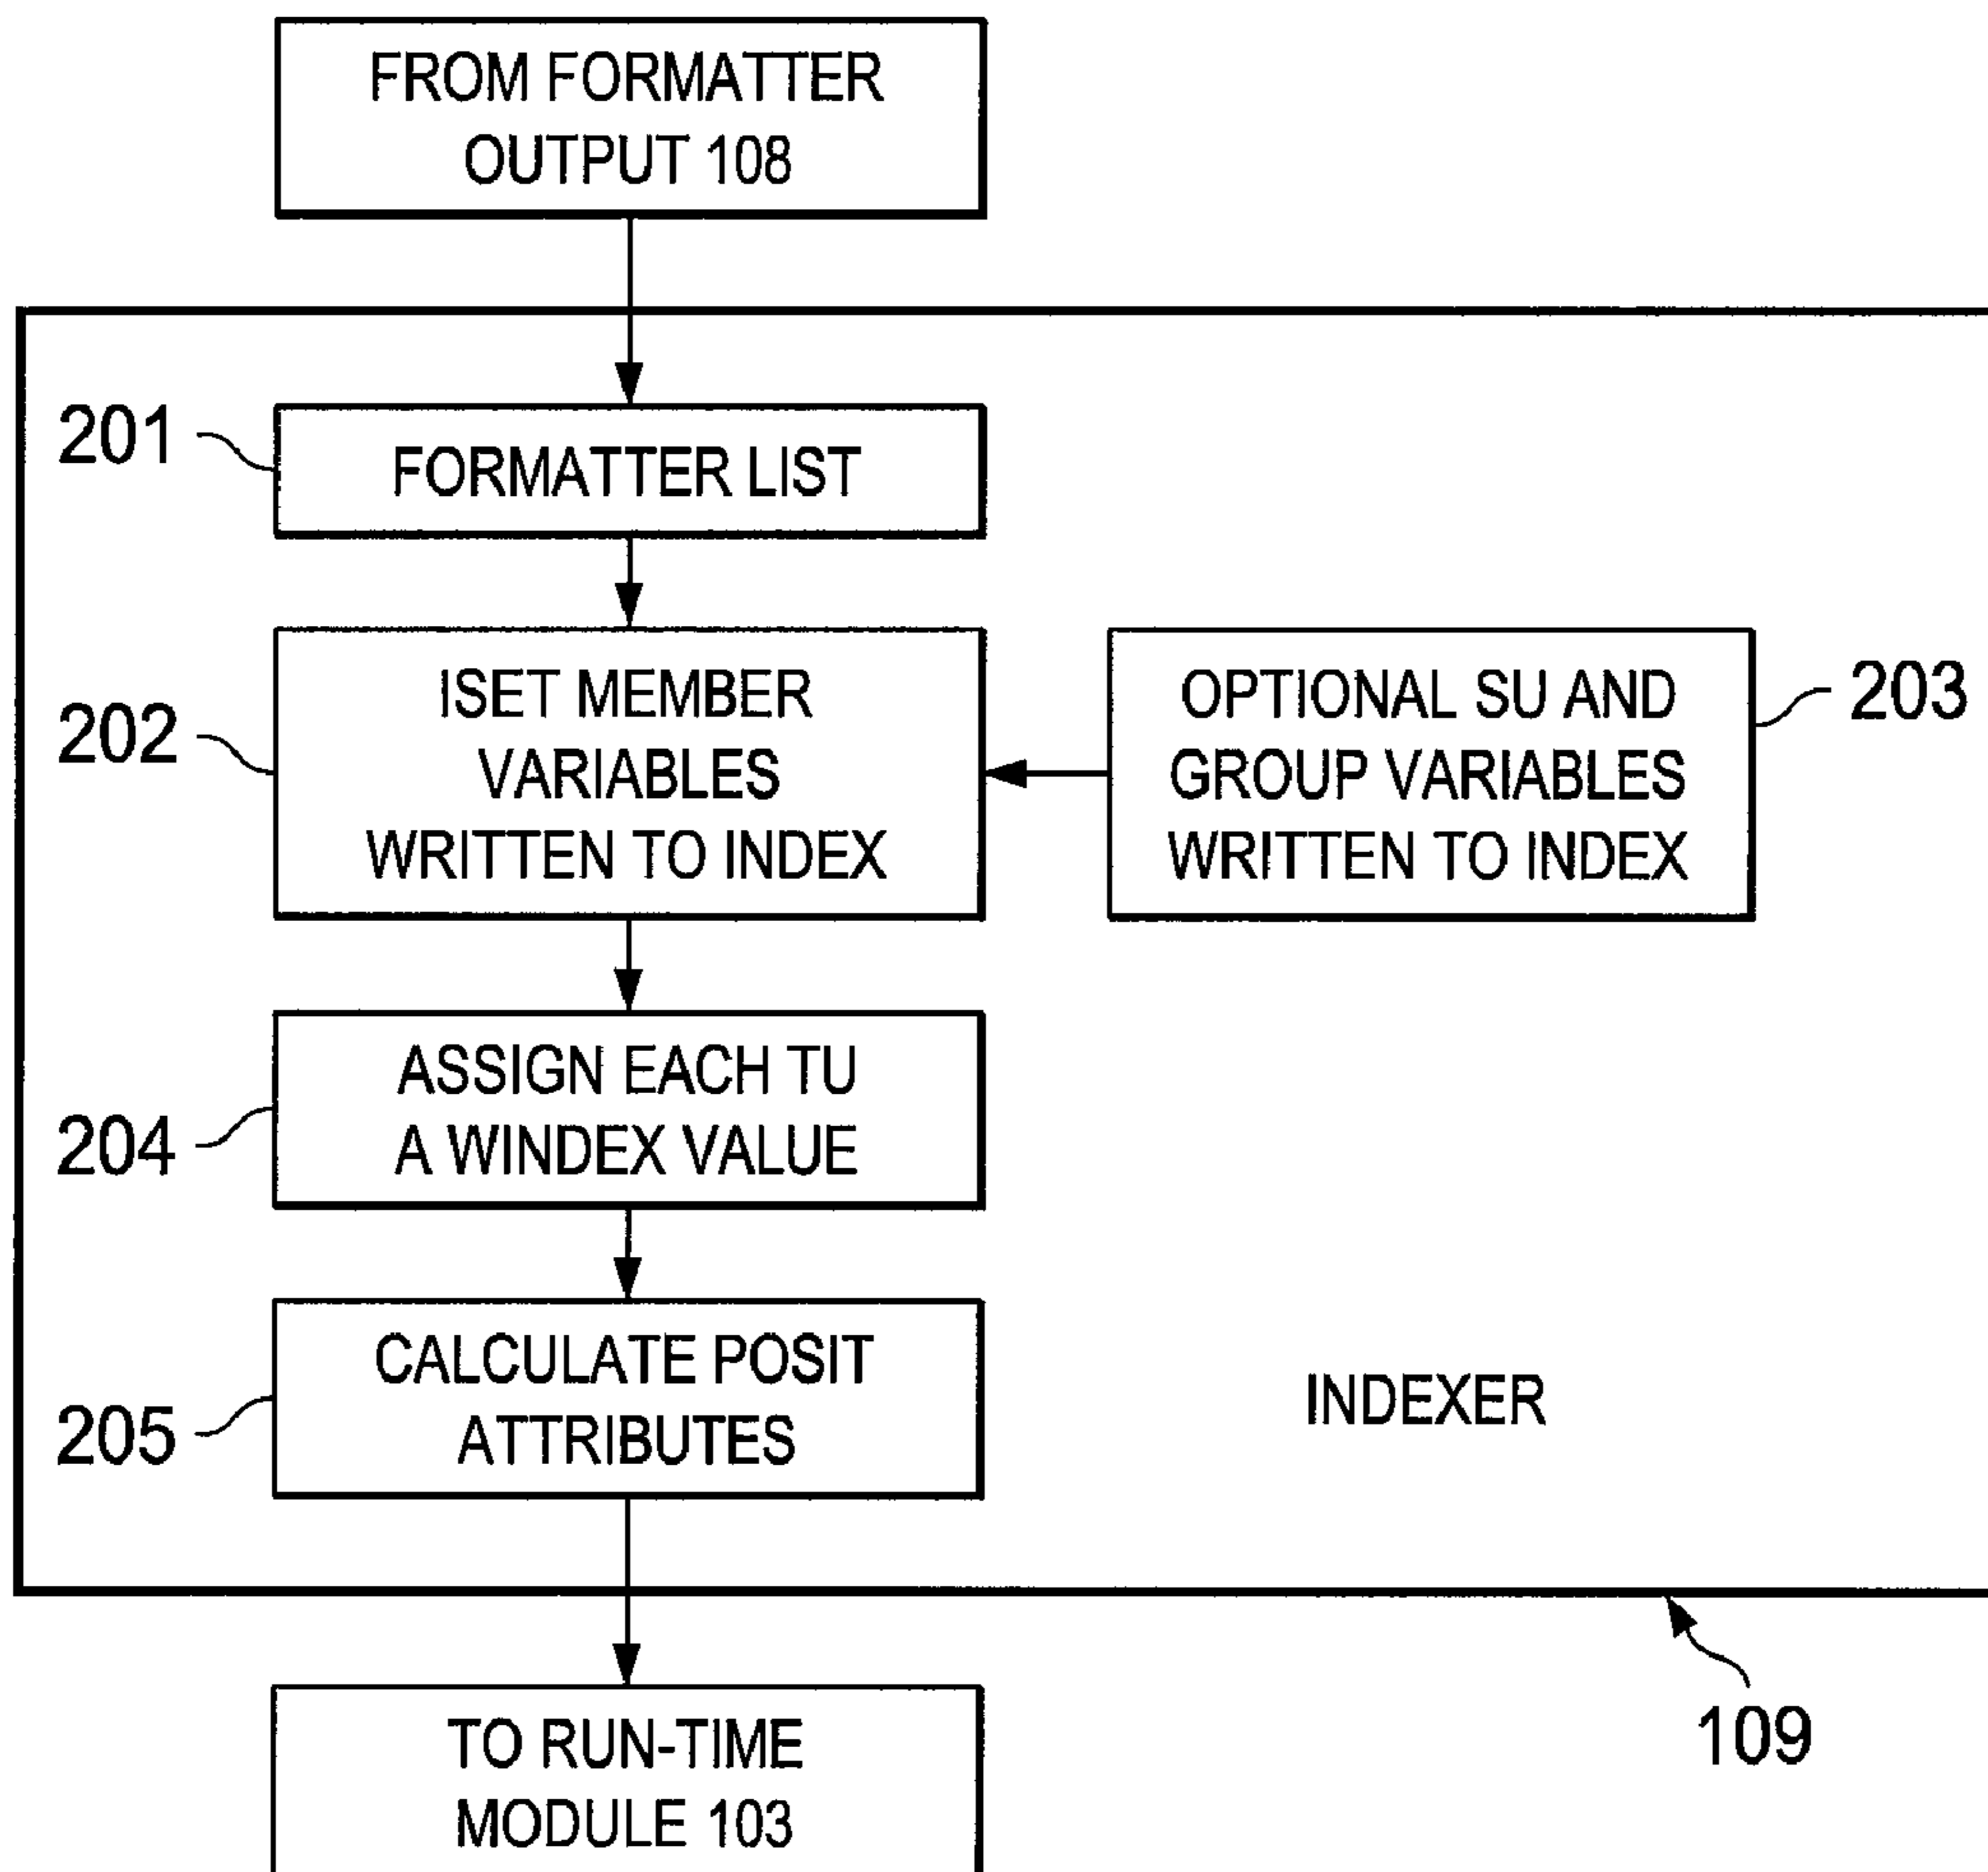 FROM FORMATTER
OUTPUT 108
201
FORMATTER LIST
202
ISET MEMBER
VARIABLES
WRITTEN TO INDEX
OPTIONAL SU AND
GROUP VARIABLES
WRITTEN TO INDEX
203
204
ASSIGN EACH TU
A WINDEX VALUE
205
CALCULATE POSIT
ATTRIBUTES
INDEXER
109
TO RUN-TIME
MODULE 103